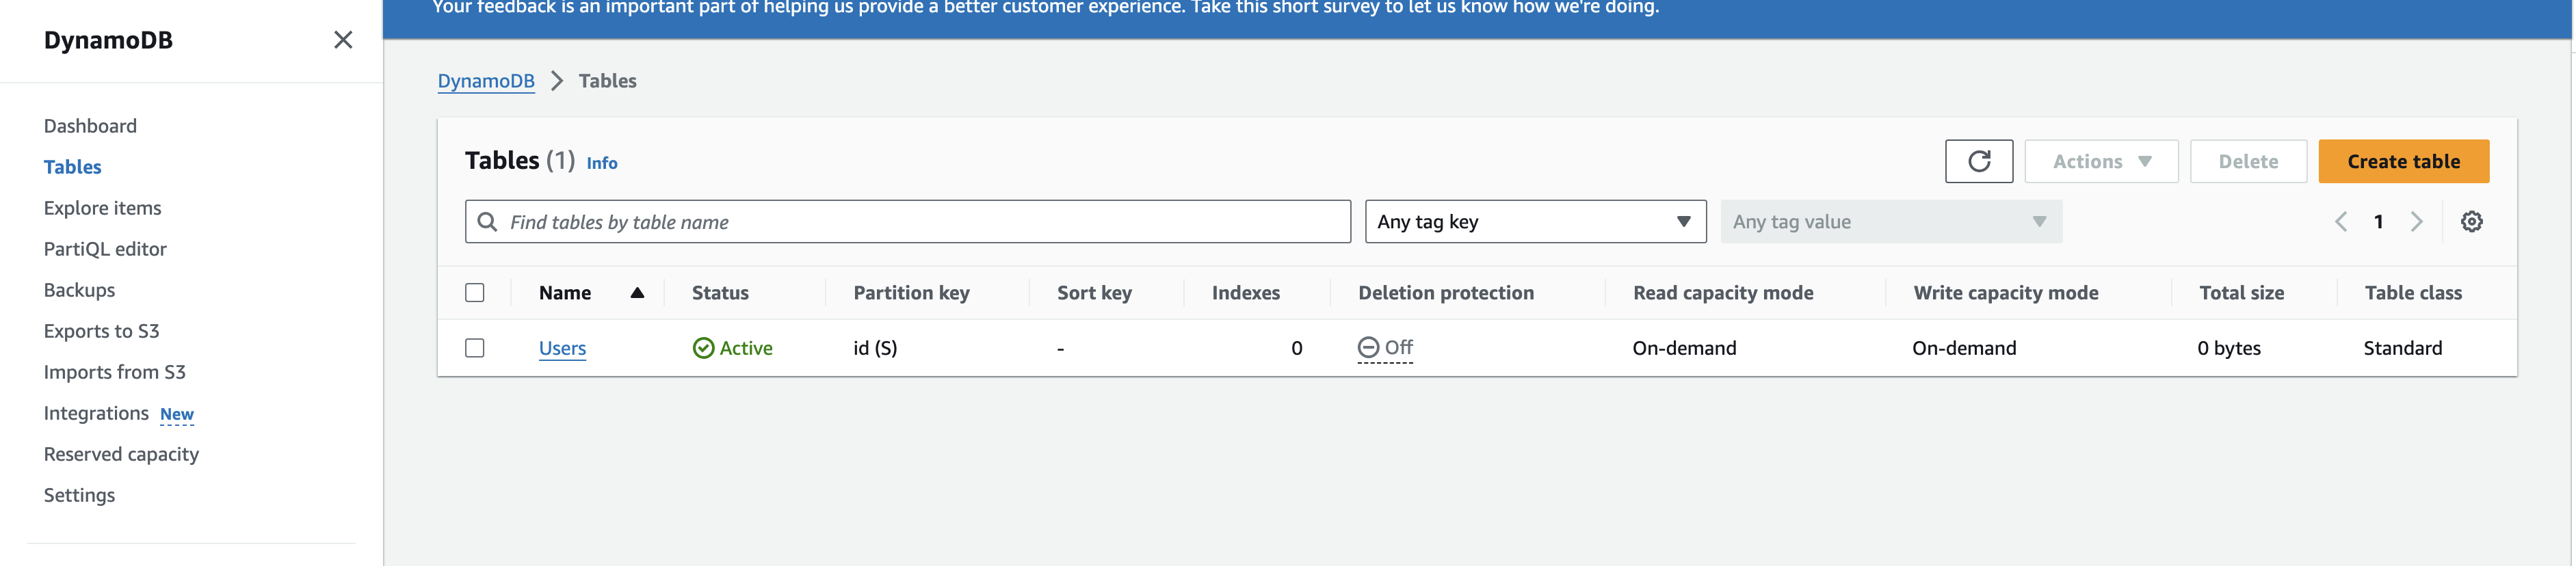 Your feedback is an important part of helping us provide a better customer experience. Take this short survey to let us know how we're doing.
DynamoDB
Dashboard
Tables
Explore items
PartiQL editor
Backups
Exports to S3
Imports from S3
Integrations New
Reserved capacity
Settings
DynamoDB > Tables
Tables (1) Info
Actions Delete Create table
Find tables by table name Any tag key Any tag value 1
Name Status Partition key Sort key Indexes Deletion protection Read capacity mode Write capacity mode Total size Table class
Users Active id (S) - 0 Off On-demand On-demand 0 bytes Standard